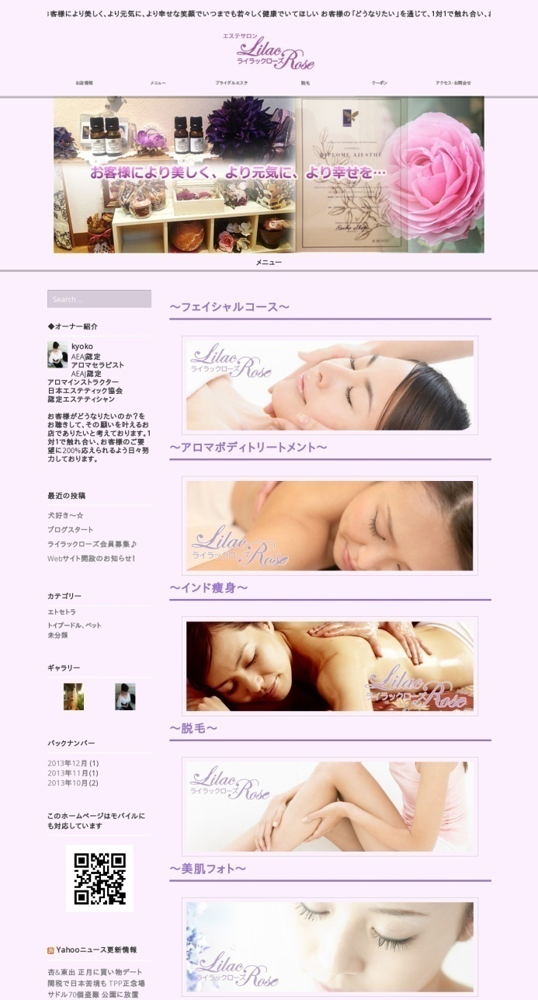 お客様により美しく、より元気に、より幸せな笑顔でいつまでも若々しく健康でいてほしい お客様の「どうなりたい」を通じて、1対1で触れ合い、
エステサロン
Lilac Rose
ライラックローズ
お店情報 メニュー ブライダルエステ 脱毛 クーポン アクセス・お問合せ
DIPLOME AJESTHE
お客様により美しく、より元気に、より幸せを…
メニュー
Search ...
◆オーナー紹介
kyoko
AEAJ認定
アロマセラピスト
AEAJ認定
アロマインストラクター
日本エステティック協会
認定エステティシャン
お客様がどうなりたいのか？を
お聴きして、その願いを叶えるお
店でありたいと考えております。1
対1で触れ合い、お客様のご要
望に200%応えられるよう日々努
力しております。
最近の投稿
犬好き～☆
ブログスタート
ライラックローズ会員募集♪
Webサイト開設のお知らせ！
カテゴリー
エトセトラ
トイプードル、ペット
未分類
ギャラリー
バックナンバー
2013年12月 (1)
2013年11月(1)
2013年10月(2)
このホームページはモバイルに
も対応しています
Yahooニュース更新情報
杏&東出 正月に買い物デート
関税で日本苦境も TPP正念場
サドル70個盗難 公園に放置
～フェイシャルコース～
Lilac Rose
ライラックローズ
～アロマボディトリートメント～
Lilac Rose
ライラックローズ
～インド痩身～
Lilac Rose
ライラックローズ
～脱毛～
Lilac Rose
ライラックローズ
～美肌フォト～
Lilac Rose
ライラックローズ